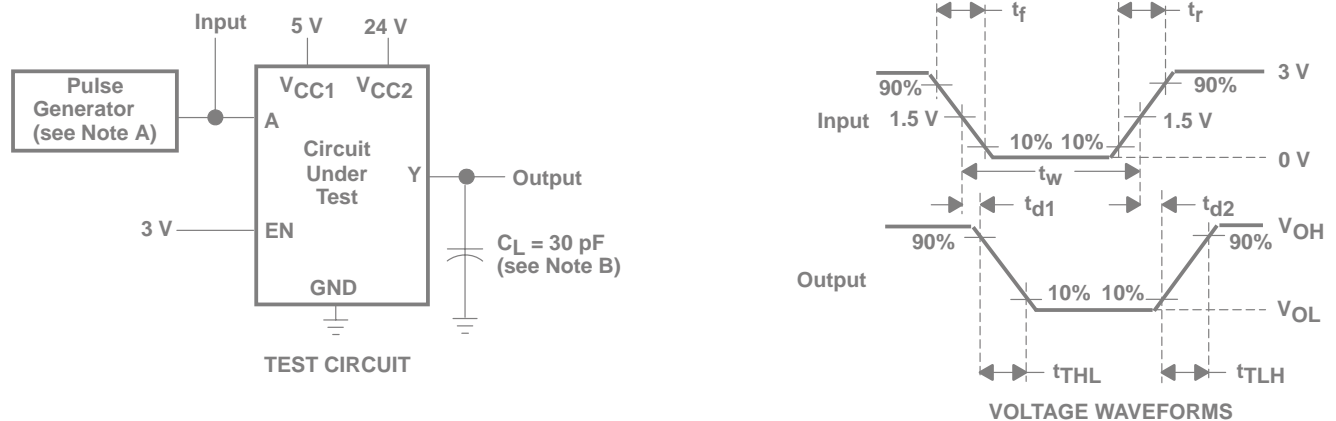 Input
5 V
24 V
Pulse
Generator
(see Note A)
A
VCC1
VCC2
Circuit
Under
Test
Y
Output
3 V
EN
CL = 30 pF
(see Note B)
GND
TEST CIRCUIT
tf
tr
90%
90%
3 V
Input
1.5 V
1.5 V
10%
10%
0 V
tw
td1
td2
90%
90%
VOH
Output
10%
10%
VOL
tTHL
tTLH
VOLTAGE WAVEFORMS